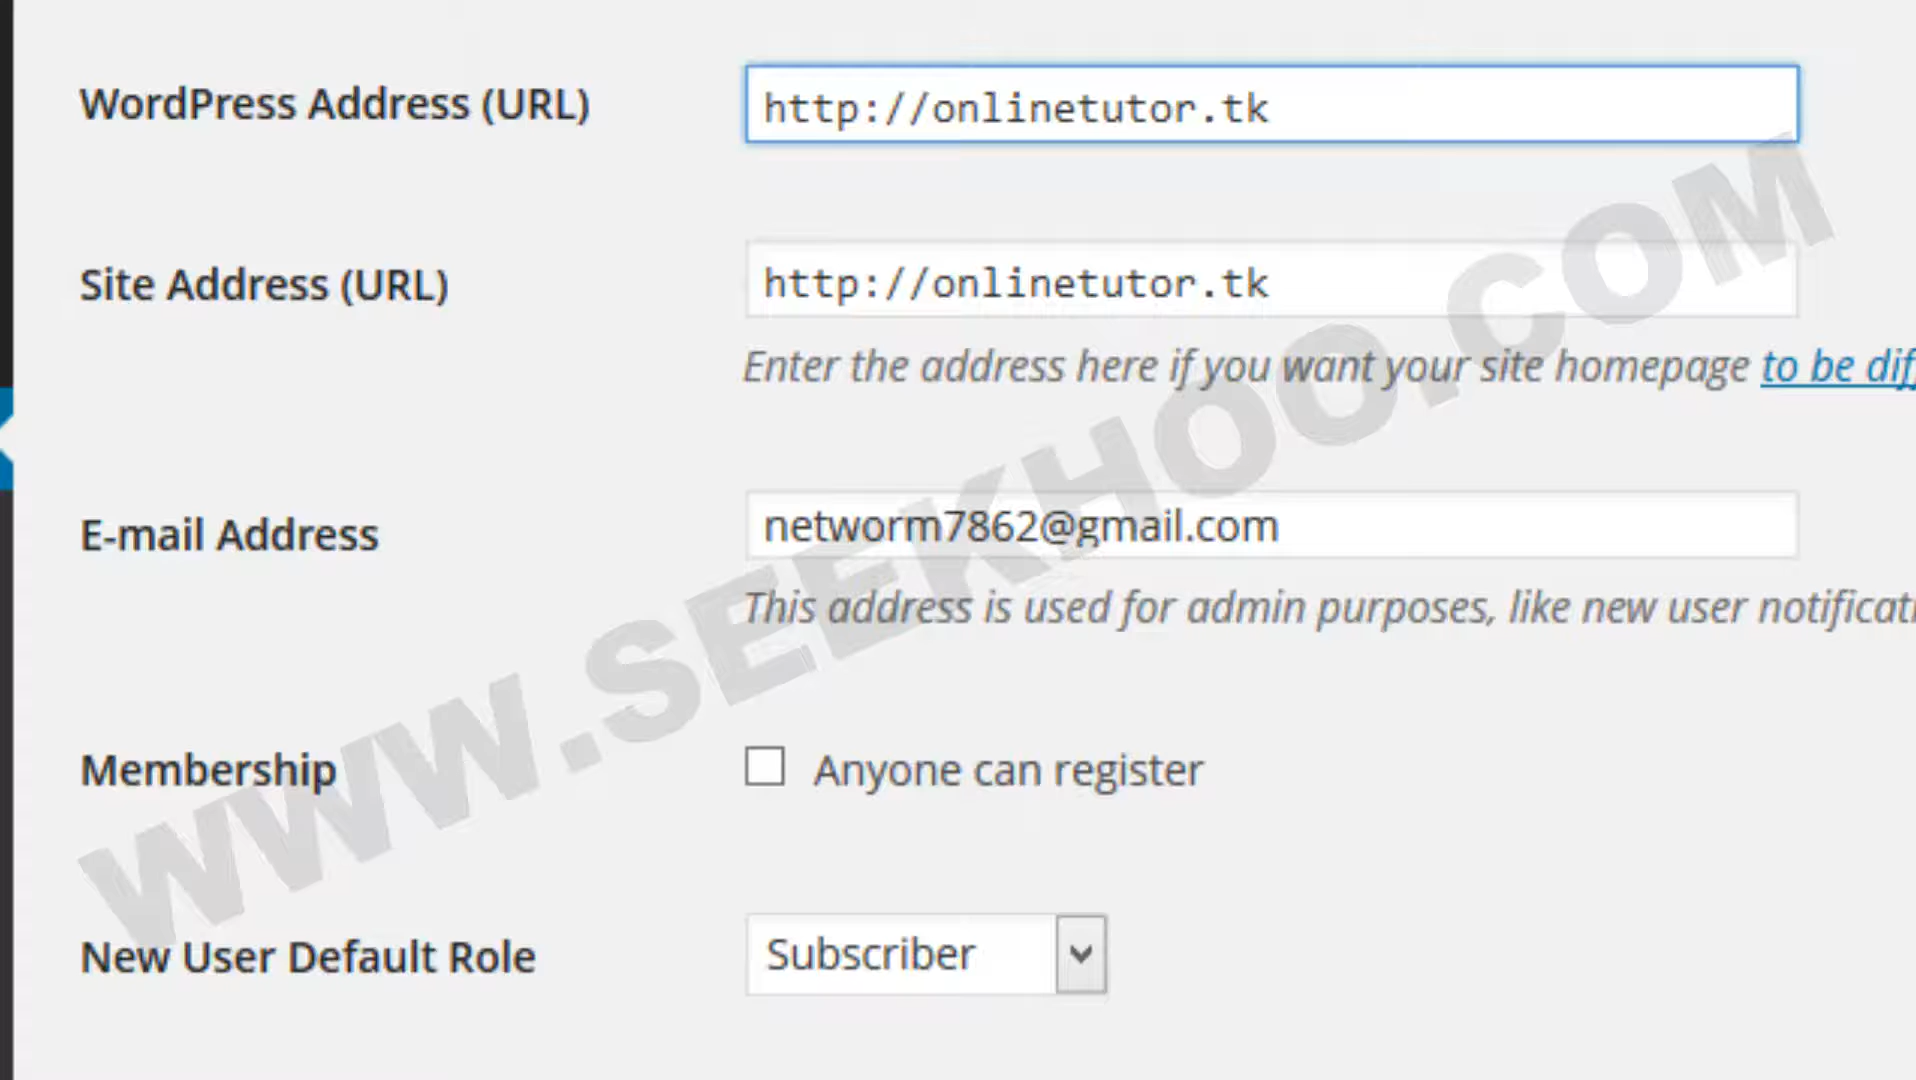 WordPress Address (URL) http://onlinetutor.tk
Site Address (URL) http://onlinetutor.tk
Enter the address here if you want your site homepage to be
E-mail Address networm7862@gmail.com
This address is used for admin purposes, like new user
Membership Anyone can register
New User Default Role Subscriber
WWW.SEEKHOO.COM